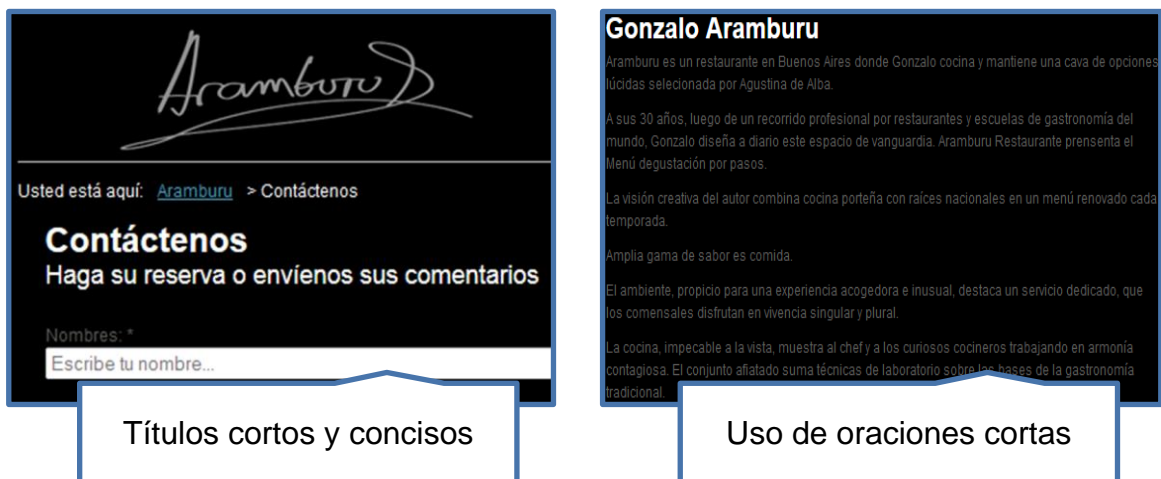 Aramburu
Usted está aquí: Aramburu > Contáctenos
Contáctenos
Haga su reserva o envíenos sus comentarios
Nombres: *
Escribe tu nombre...
Títulos cortos y concisos
Gonzalo Aramburu
Aramburu es un restaurante en Buenos Aires donde Gonzalo cocina y mantiene una cava de opciones
lúcidas selecionada por Agustina de Alba.
A sus 30 años, luego de un recorrido profesional por restaurantes y escuelas de gastronomía del
mundo, Gonzalo diseña a diario este espacio de vanguardia. Aramburu Restaurante prensenta el
Menú degustación por pasos.
La visión creativa del autor combina cocina porteña con raíces nacionales en un menú renovado cada
temporada.
Amplia gama de sabor es comida.
El ambiente, propicio para una experiencia acogedora e inusual, destaca un servicio dedicado, que
los comensales disfrutan en vivencia singular y plural.
La cocina, impecable a la vista, muestra al chef y a los curiosos cocineros trabajando en armonía
contagiosa. El conjunto afiatado suma técnicas de laboratorio sobre las bases de la gastronomía
tradicional.
Uso de oraciones cortas